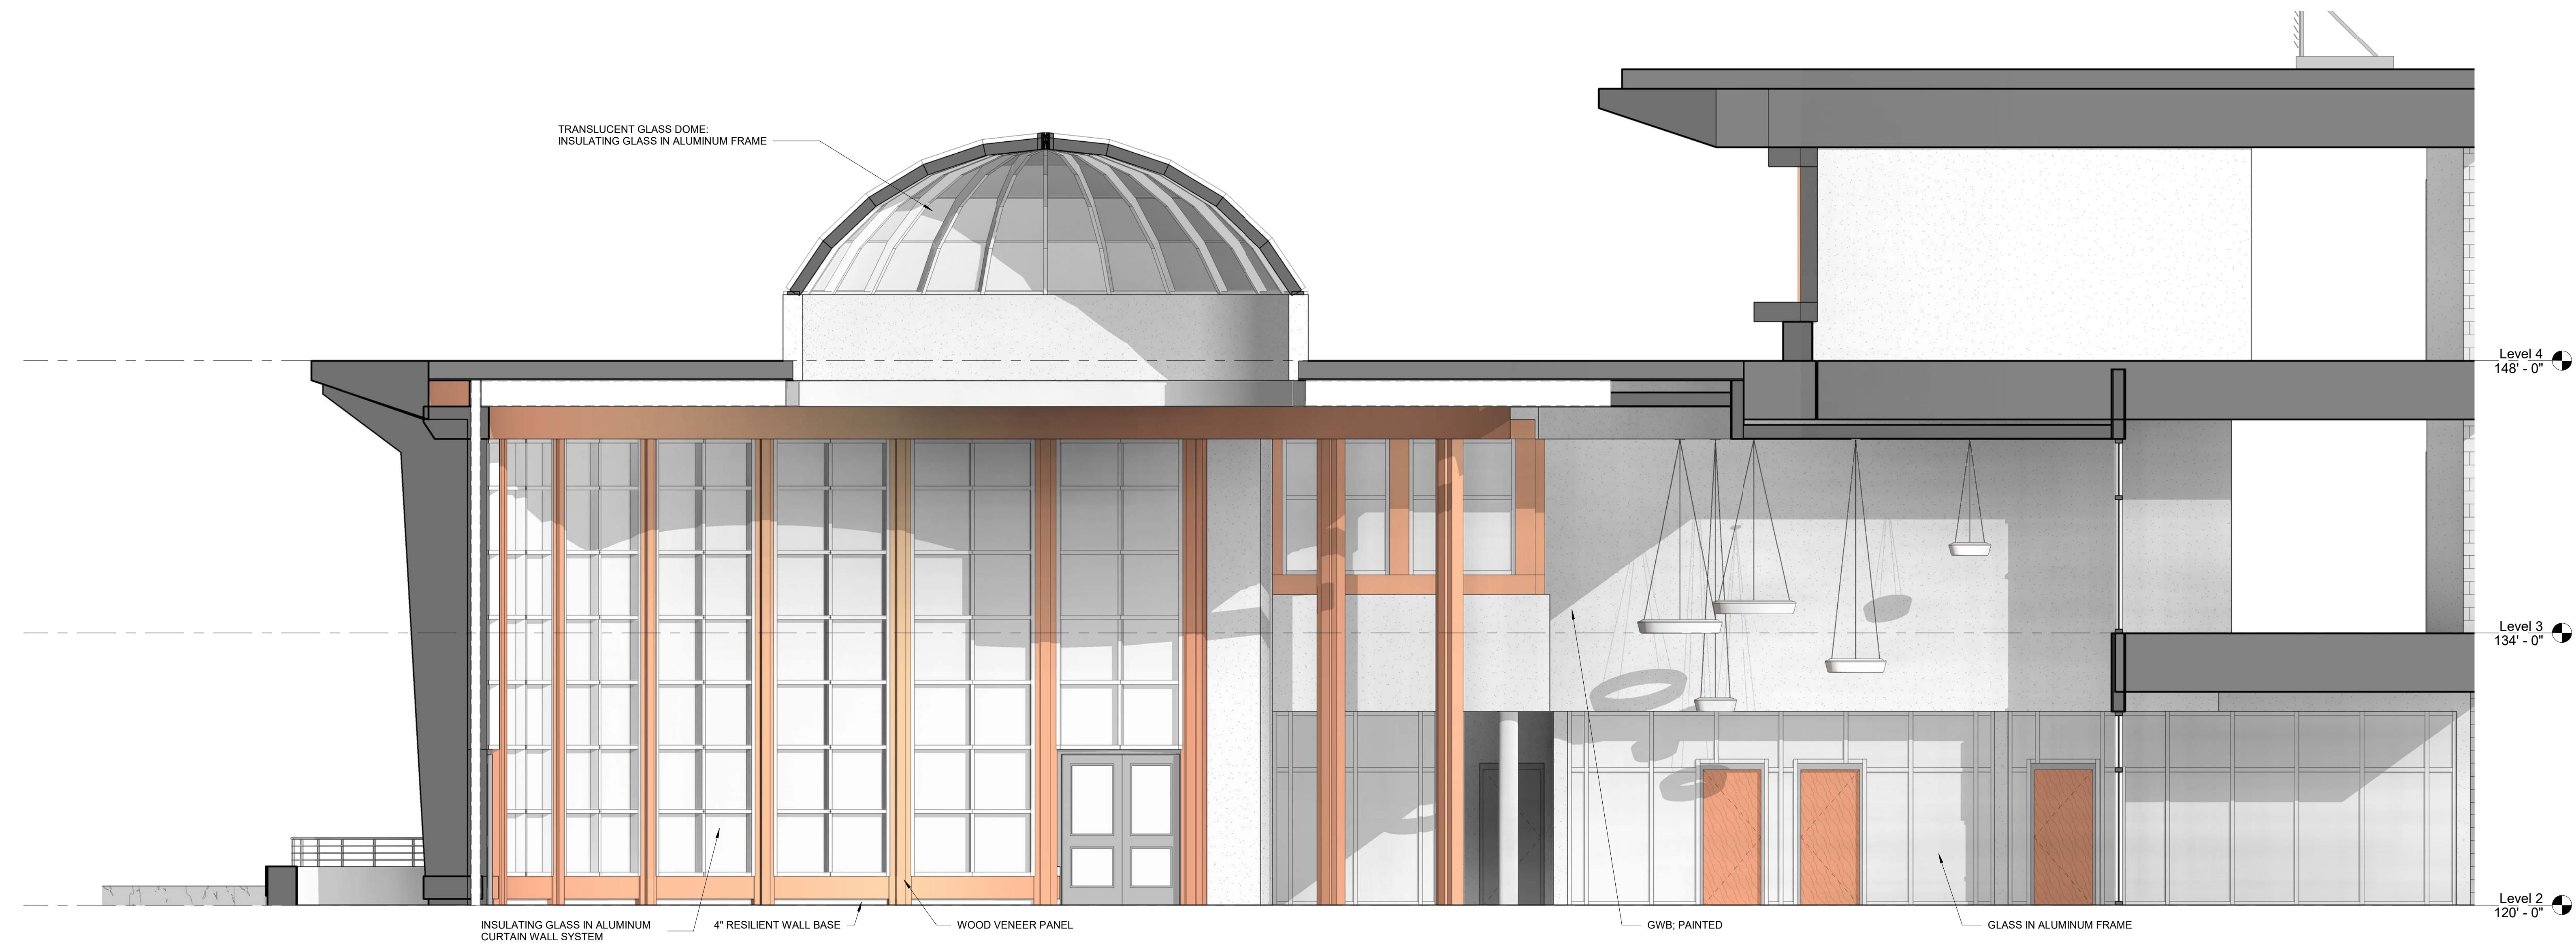 TRANSLUCENT GLASS DOME:
INSULATING GLASS IN ALUMINUM FRAME
Level 4
148' - 0"
Level 3
134' - 0"
Level 2
120' - 0"
INSULATING GLASS IN ALUMINUM
CURTAIN WALL SYSTEM
4" RESILIENT WALL BASE
WOOD VENEER PANEL
GWB; PAINTED
GLASS IN ALUMINUM FRAME